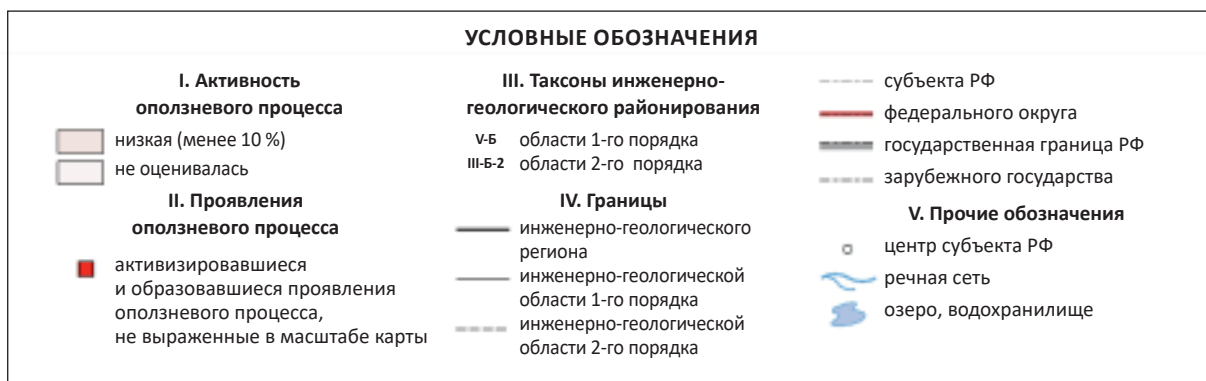 УСЛОВНЫЕ ОБОЗНАЧЕНИЯ
I. Активность
оползневого процесса
низкая (менее 10 %)
не оценивалась
II. Проявления
оползневого процесса
активизировавшиеся
и образовавшиеся проявления
оползневого процесса,
не выраженные в масштабе карты
III. Таксоны инженерно-
геологического районирования
V-Б области 1-го порядка
III-Б-2 области 2-го порядка
IV. Границы
инженерно-геологического
региона
инженерно-геологической
области 1-го порядка
инженерно-геологической
области 2-го порядка
субъекта РФ
федерального округа
государственная граница РФ
зарубежного государства
V. Прочие обозначения
центр субъекта РФ
речная сеть
озеро, водохранилище